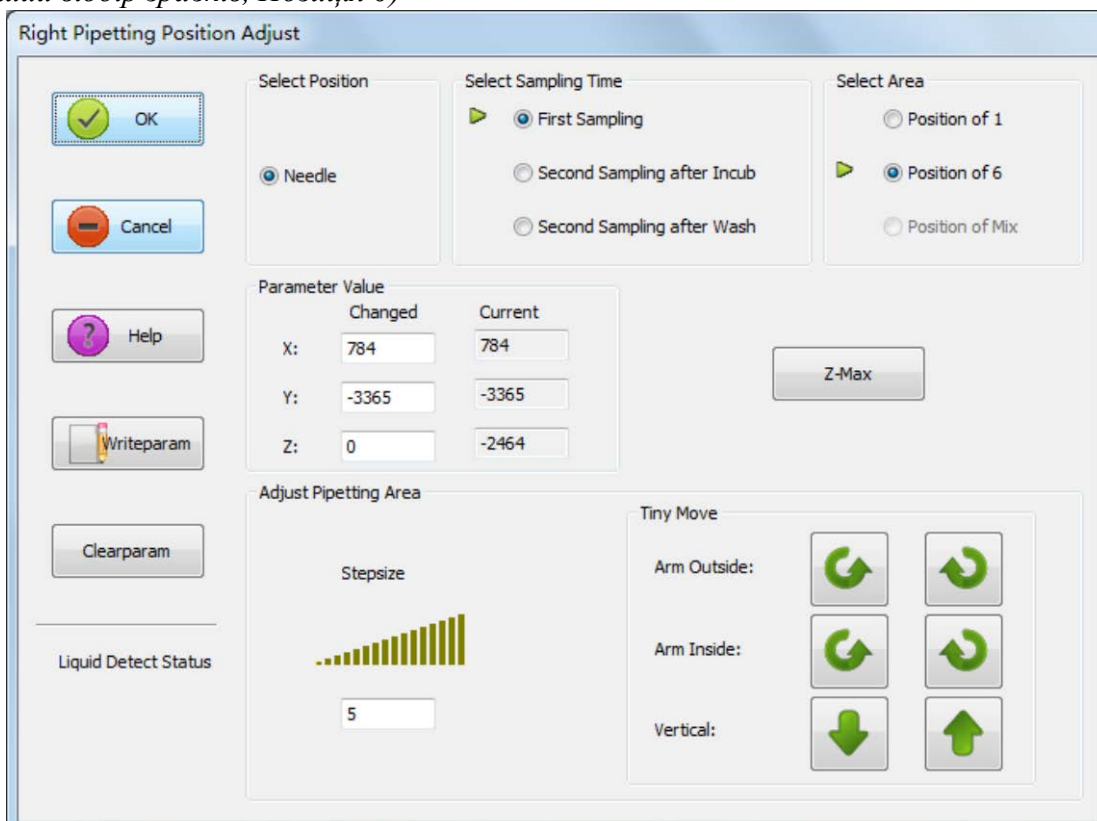 Right Pipetting Position Adjust
OK
Cancel
Help
Writeparam
Clearparam
Liquid Detect Status
Select Position
Needle
Select Sampling Time
First Sampling
Second Sampling after Incub
Second Sampling after Wash
Select Area
Position of 1
Position of 6
Position of Mix
Parameter Value
Changed Current
X: 784 784
Y: -3365 -3365
Z: 0 -2464
Z-Max
Adjust Pipetting Area
Stepsize
5
Tiny Move
Arm Outside:
Arm Inside:
Vertical: